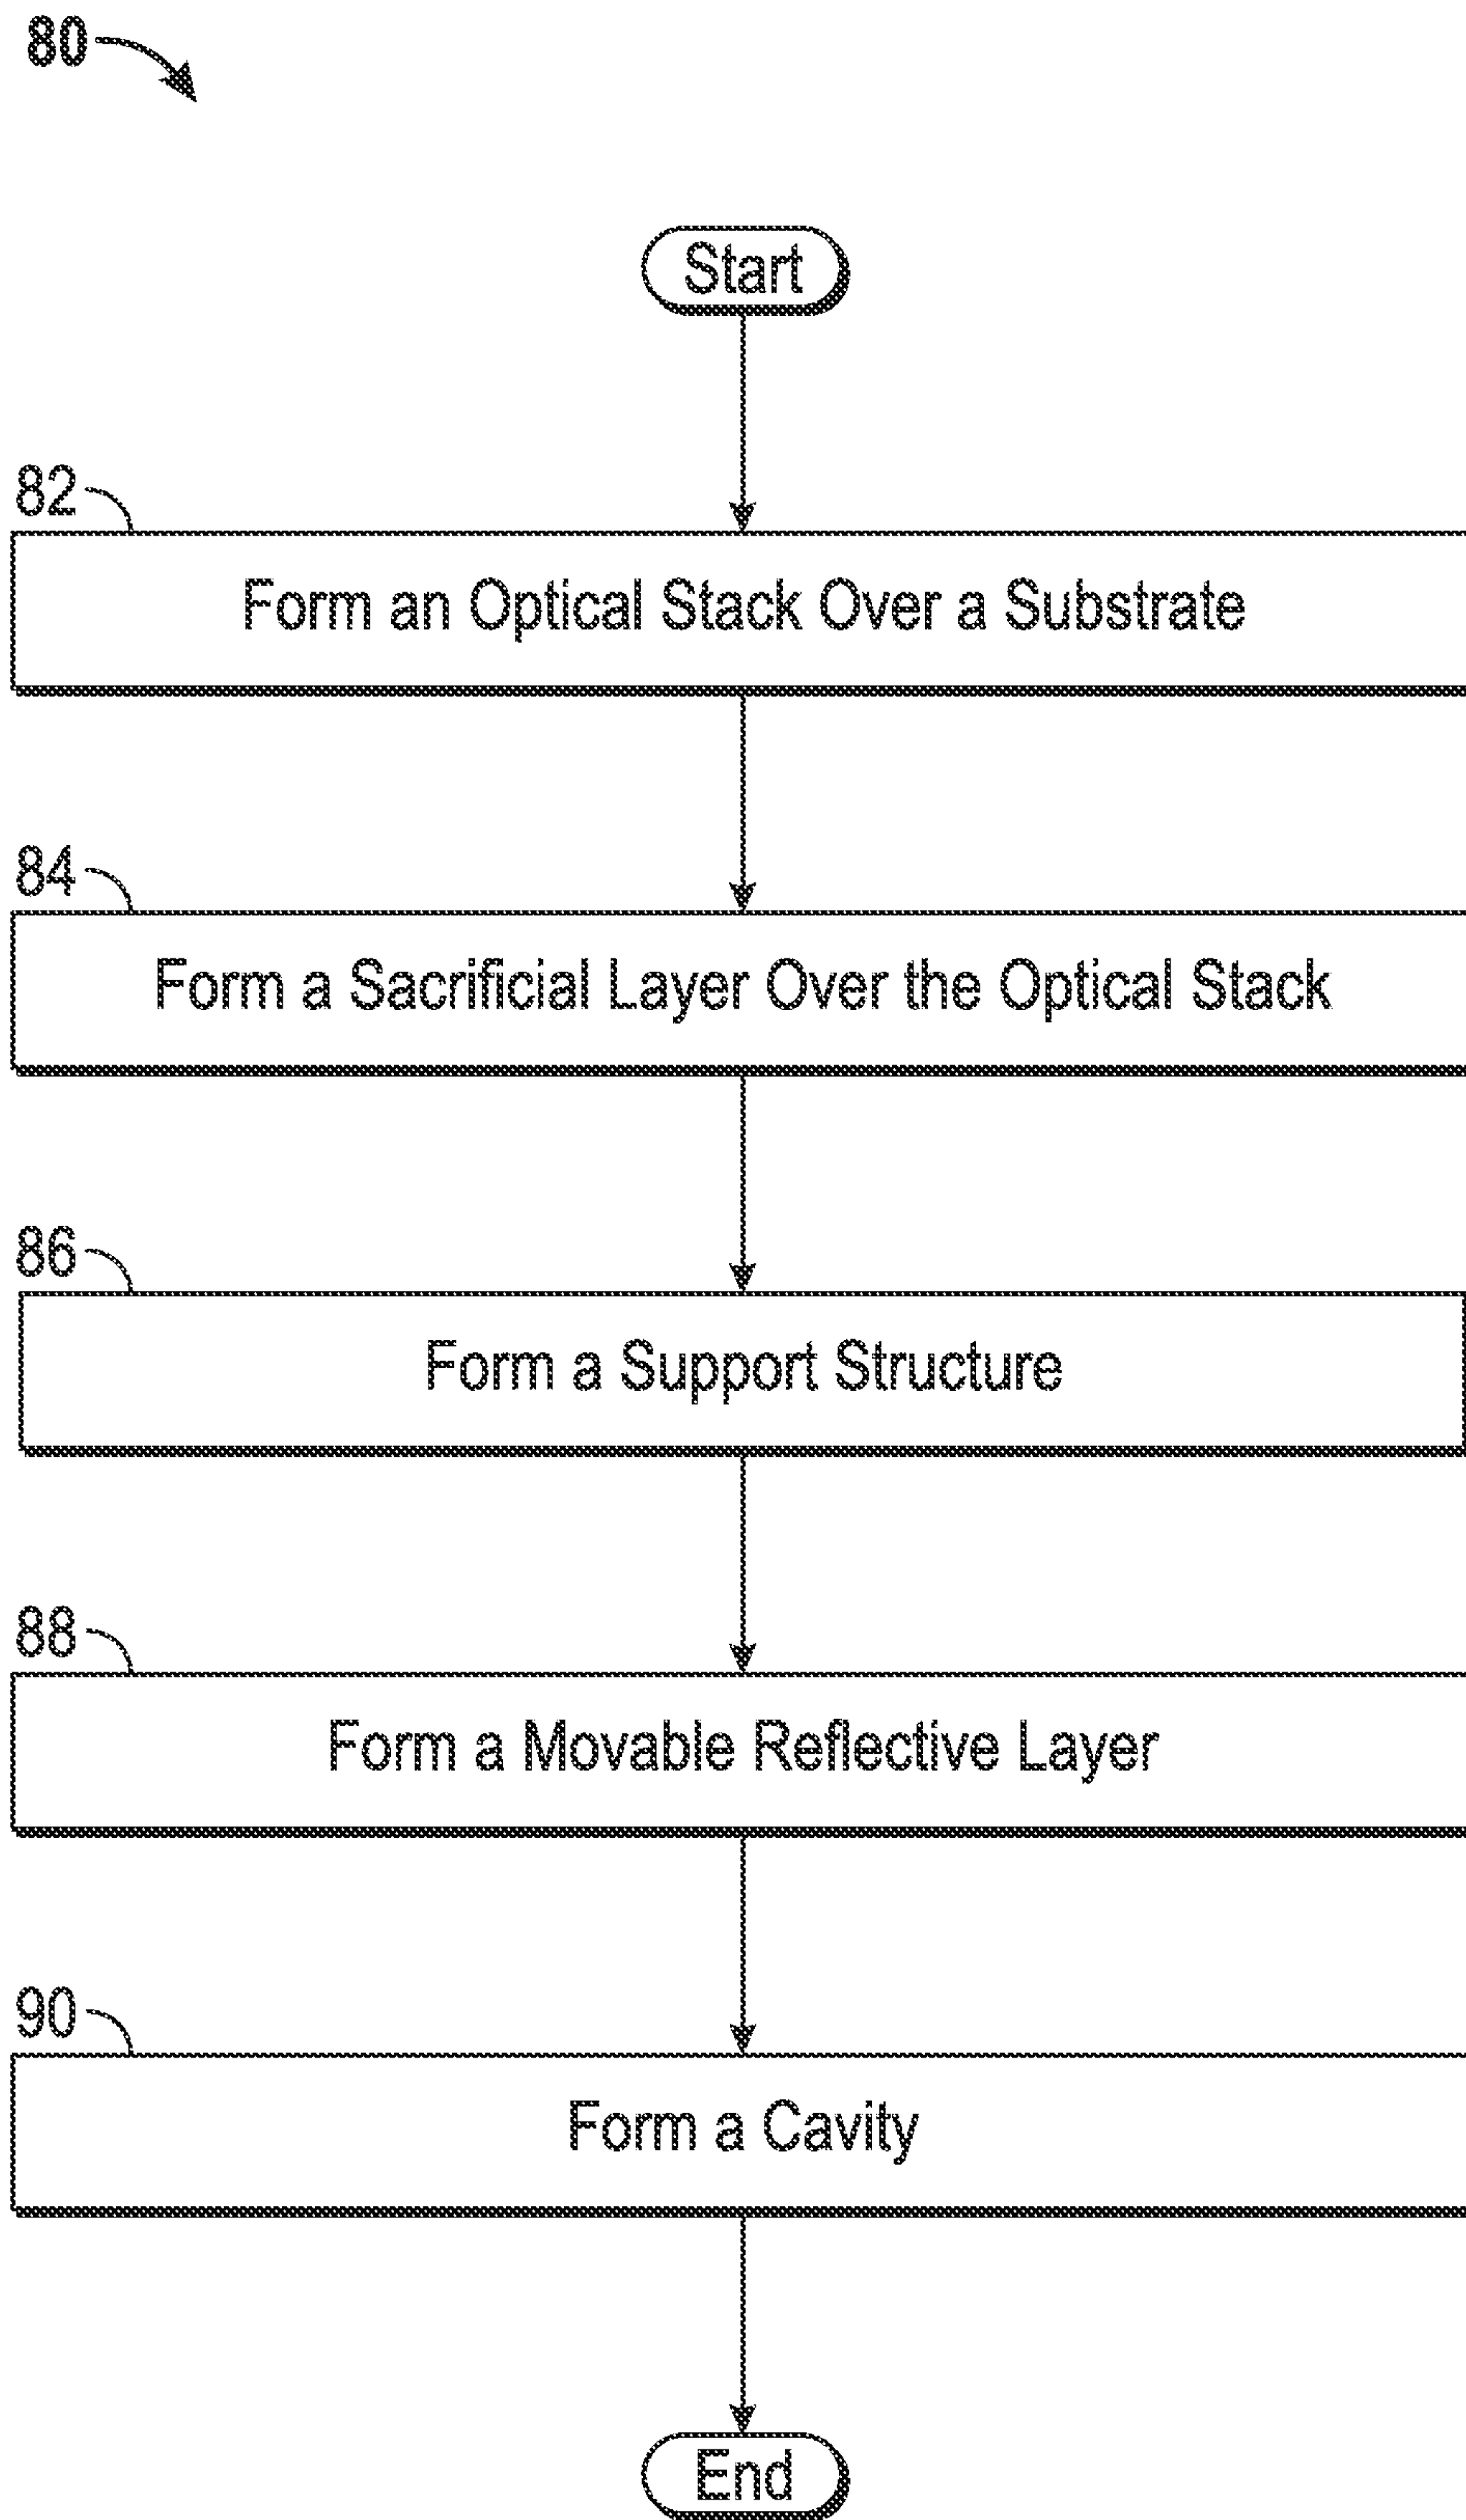 80
Start
82
Form an Optical Stack Over a Substrate
84
Form a Sacrificial Layer Over the Optical Stack
86
Form a Support Structure
88
Form a Movable Reflective Layer
90
Form a Cavity
End